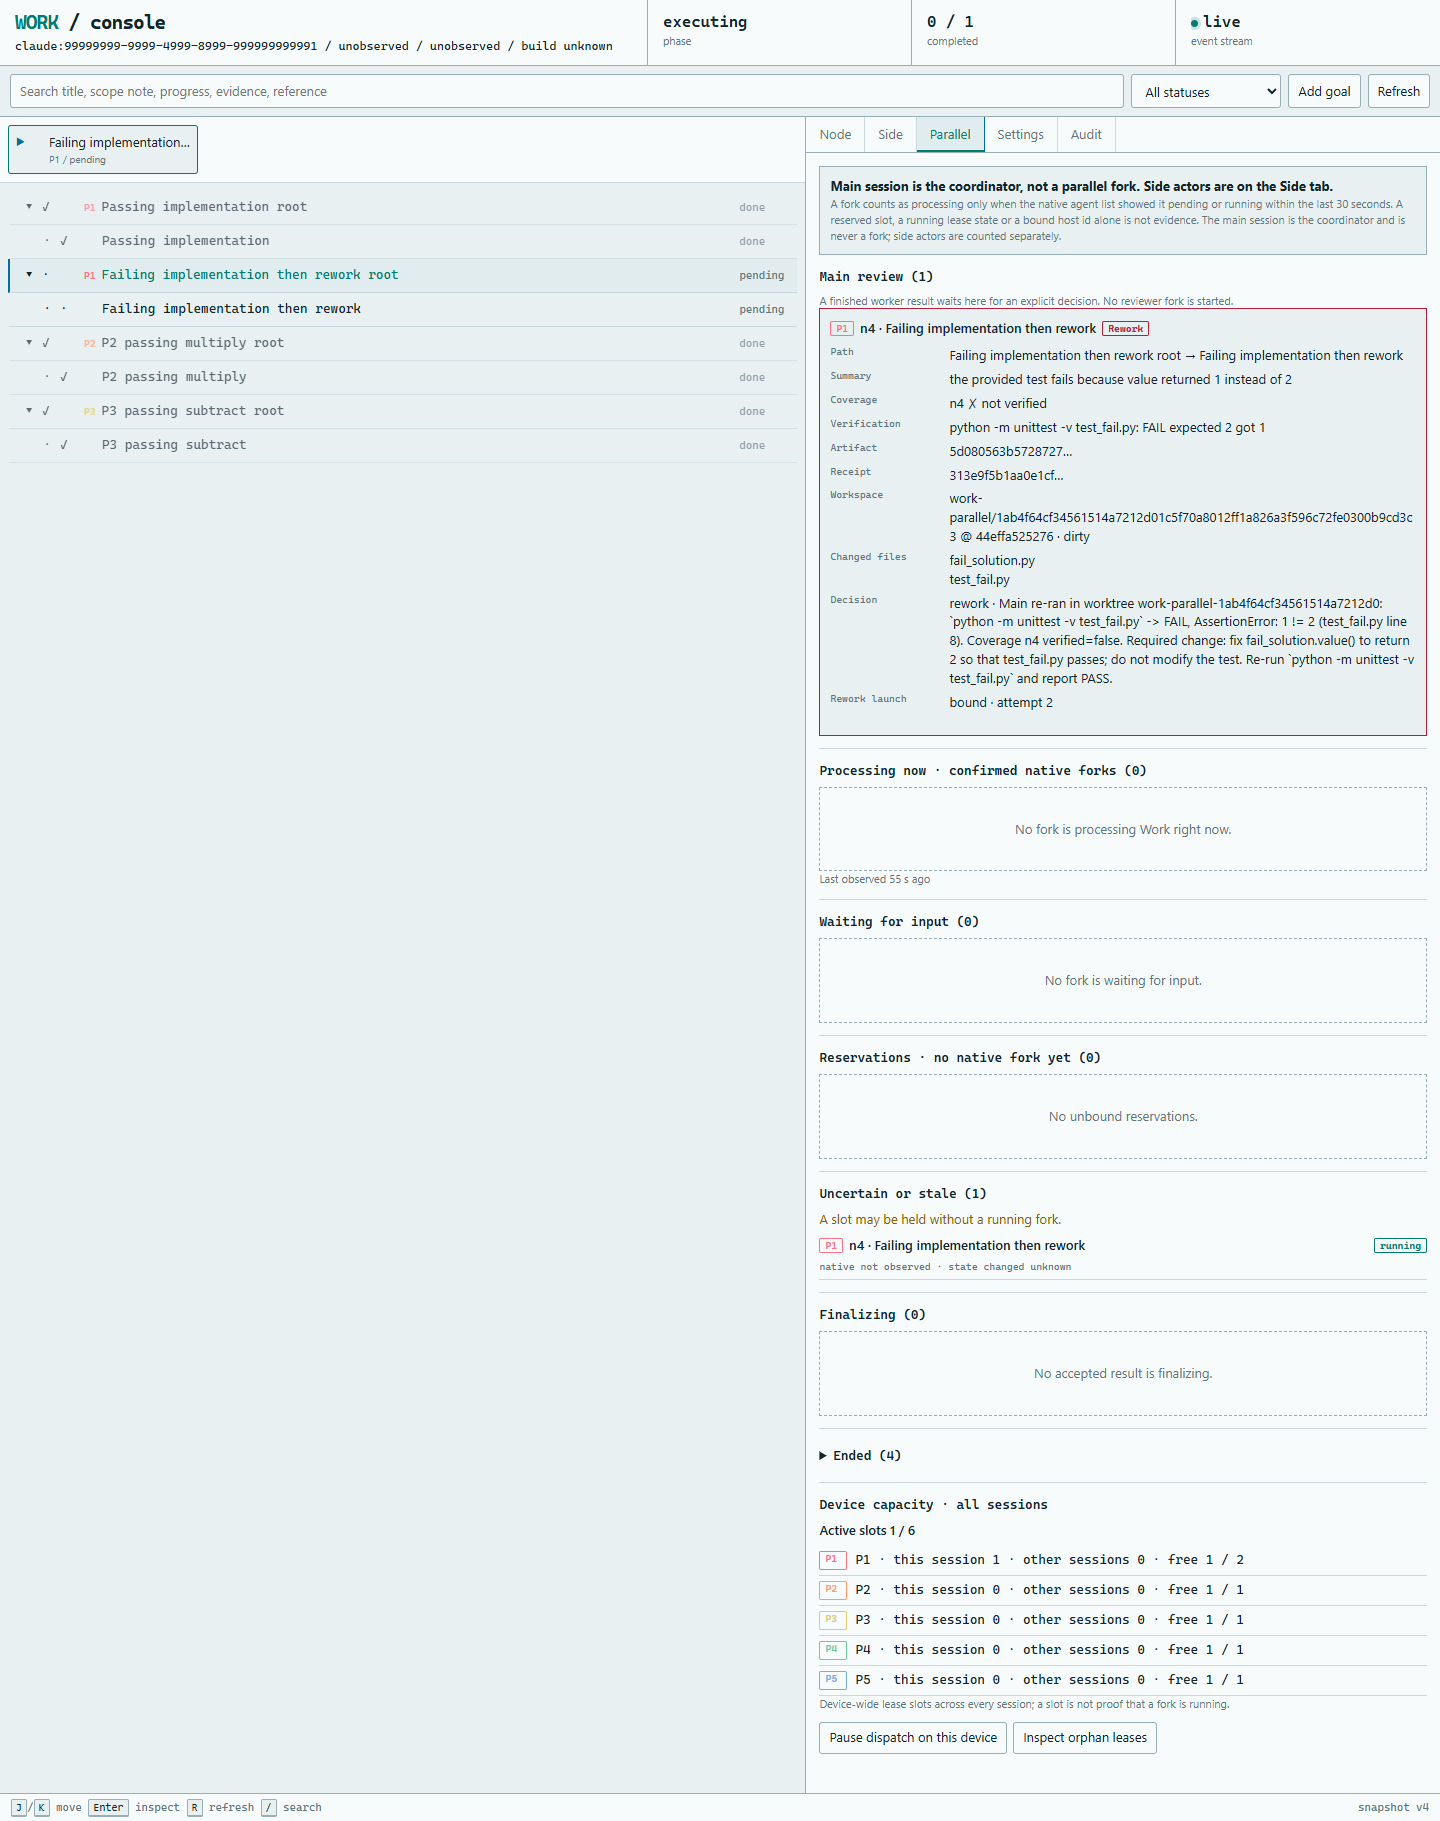 WORK / console
claude:99999999-9999-4999-8999-999999999991 / unobserved / unobserved / build unknown
executing
phase
0 / 1
completed
live
event stream
Search title, scope note, progress, evidence, reference
All statuses
Add goal
Refresh
Failing implementation...
P1 / pending
▾ ✓ P1 Passing implementation root done
· ✓ Passing implementation done
▾ · P1 Failing implementation then rework root pending
· · Failing implementation then rework pending
▾ ✓ P2 P2 passing multiply root done
· ✓ P2 passing multiply done
▾ ✓ P3 P3 passing subtract root done
· ✓ P3 passing subtract done
Node
Side
Parallel
Settings
Audit
Main session is the coordinator, not a parallel fork. Side actors are on the Side tab.
A fork counts as processing only when the native agent list showed it pending or running within the last 30 seconds. A
reserved slot, a running lease state or a bound host id alone is not evidence. The main session is the coordinator and is
never a fork; side actors are counted separately.
Main review (1)
A finished worker result waits here for an explicit decision. No reviewer fork is started.
P1 n4 · Failing implementation then rework Rework
Path
Failing implementation then rework root → Failing implementation then rework
Summary
the provided test fails because value returned 1 instead of 2
Coverage
n4 ✗ not verified
Verification
python -m unittest -v test_fail.py: FAIL expected 2 got 1
Artifact
5d080563b5728727…
Receipt
313e9f5b1aa0e1cf…
Workspace
work-
parallel/1ab4f64cf34561514a7212d01c5f70a8012ff1a826a3f596c72fe0300b9cd3c
3 @ 44effa525276 · dirty
Changed files
fail_solution.py
test_fail.py
Decision
rework · Main re-ran in worktree work-parallel-1ab4f64cf34561514a7212d0:
`python -m unittest -v test_fail.py` -> FAIL, AssertionError: 1 != 2 (test_fail.py line
8). Coverage n4 verified=false. Required change: fix fail_solution.value() to return
2 so that test_fail.py passes; do not modify the test. Re-run `python -m unittest -v
test_fail.py` and report PASS.
Rework launch
bound · attempt 2
Processing now · confirmed native forks (0)
No fork is processing Work right now.
Last observed 55 s ago
Waiting for input (0)
No fork is waiting for input.
Reservations · no native fork yet (0)
No unbound reservations.
Uncertain or stale (1)
A slot may be held without a running fork.
P1 n4 · Failing implementation then rework running
native not observed · state changed unknown
Finalizing (0)
No accepted result is finalizing.
▶ Ended (4)
Device capacity · all sessions
Active slots 1 / 6
P1 P1 · this session 1 · other sessions 0 · free 1 / 2
P2 P2 · this session 0 · other sessions 0 · free 1 / 1
P3 P3 · this session 0 · other sessions 0 · free 1 / 1
P4 P4 · this session 0 · other sessions 0 · free 1 / 1
P5 P5 · this session 0 · other sessions 0 · free 1 / 1
Device-wide lease slots across every session; a slot is not proof that a fork is running.
Pause dispatch on this device
Inspect orphan leases
J/K move Enter inspect R refresh / search
snapshot v4